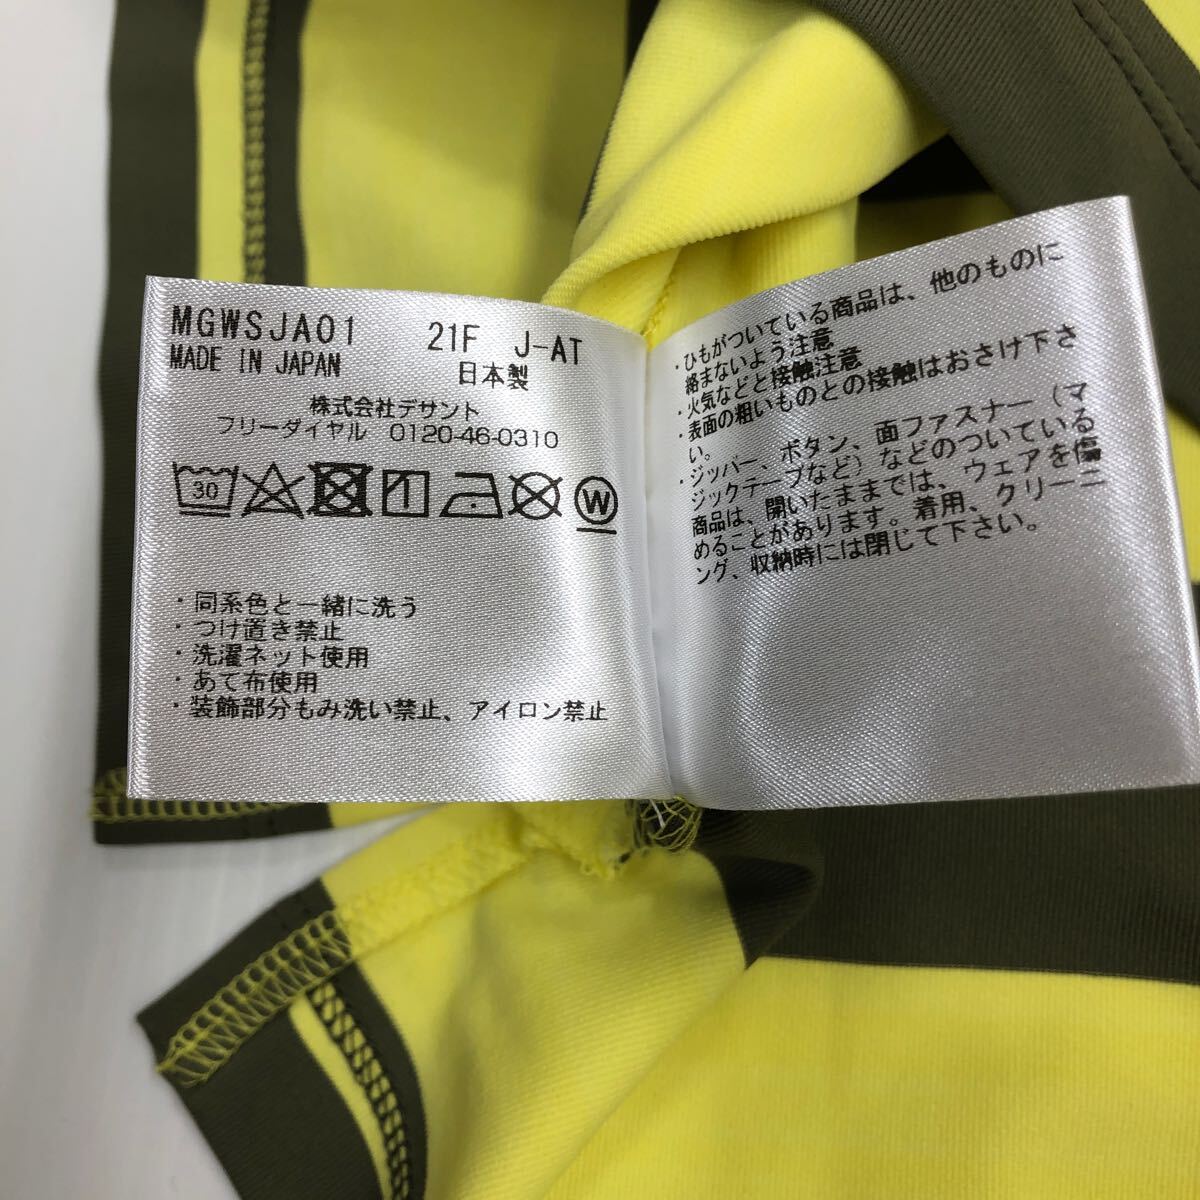 MGWSJA01 21F J-AT
MADE IN JAPAN 日本製
株式会社デサント
フリーダイヤル 0120-46-0310
30 W
・同系色と一緒に洗う
・つけ置き禁止
・洗濯ネット使用
・あて布使用
・装飾部分もみ洗い禁止、アイロン禁止
・ひもがついている商品は、他のものに
絡まないよう注意
・火気などと接触注意
・表面の粗いものとの接触はおさけ下さ
い。
・ジッパー、ボタン、面ファスナー（マ
ジックテープなど）などのついている
商品は、開いたままでは、ウェアを傷
めることがあります。着用、クリーニ
ング、収納時には閉じて下さい。